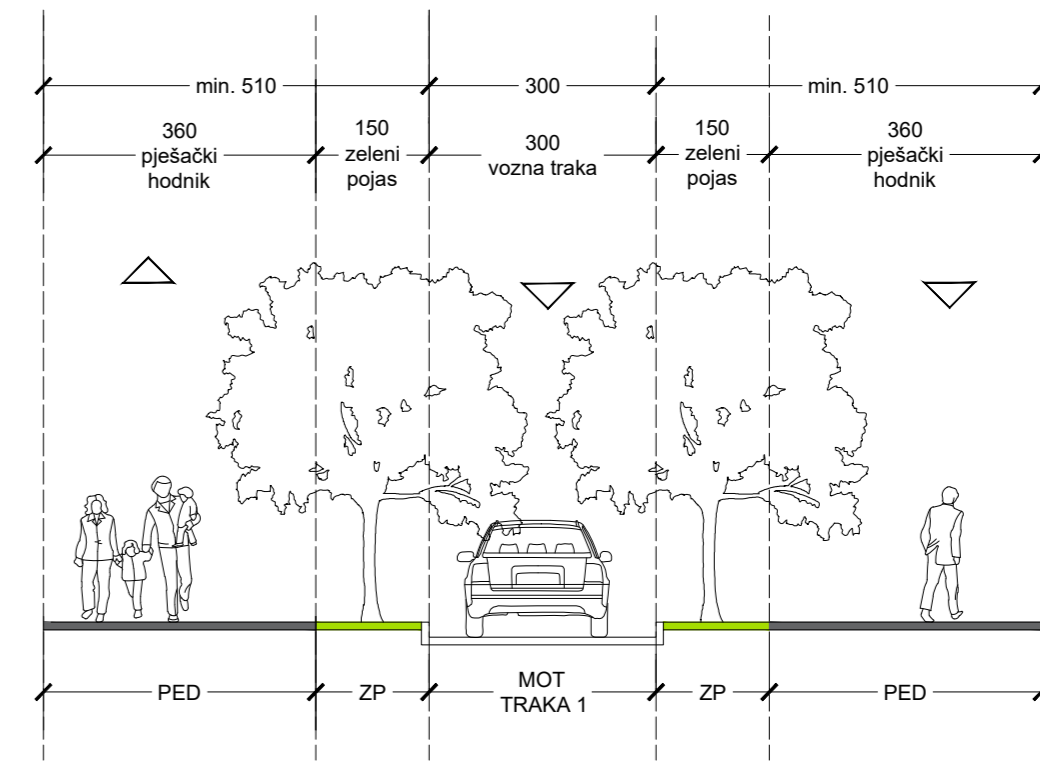 min. 510
300
min. 510
360
pješački
hodnik
150
zeleni
pojas
300
vozna traka
150
zeleni
pojas
360
pješački
hodnik
PED
ZP
MOT
TRAKA 1
ZP
PED